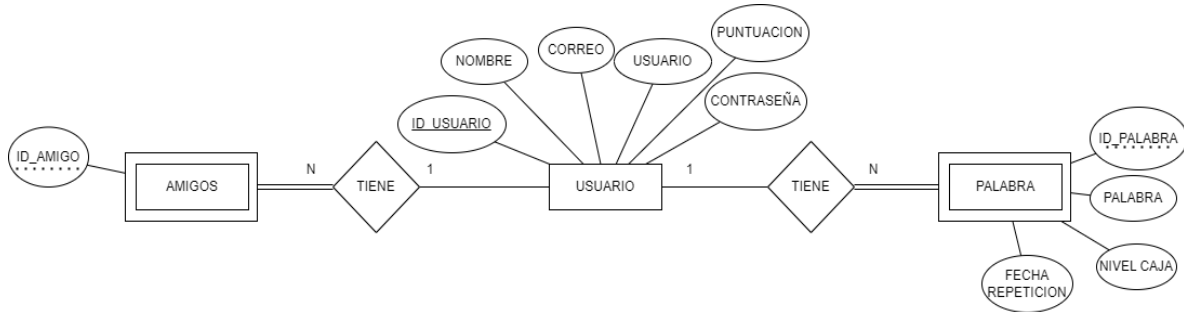 PUNTUACION
NOMBRE
CORREO
USUARIO
CONTRASEÑA
ID_USUARIO
ID_AMIGO
ID_PALABRA
AMIGOS
N
TIENE
1
USUARIO
1
TIENE
N
PALABRA
PALABRA
NIVEL CAJA
FECHA
REPETICION